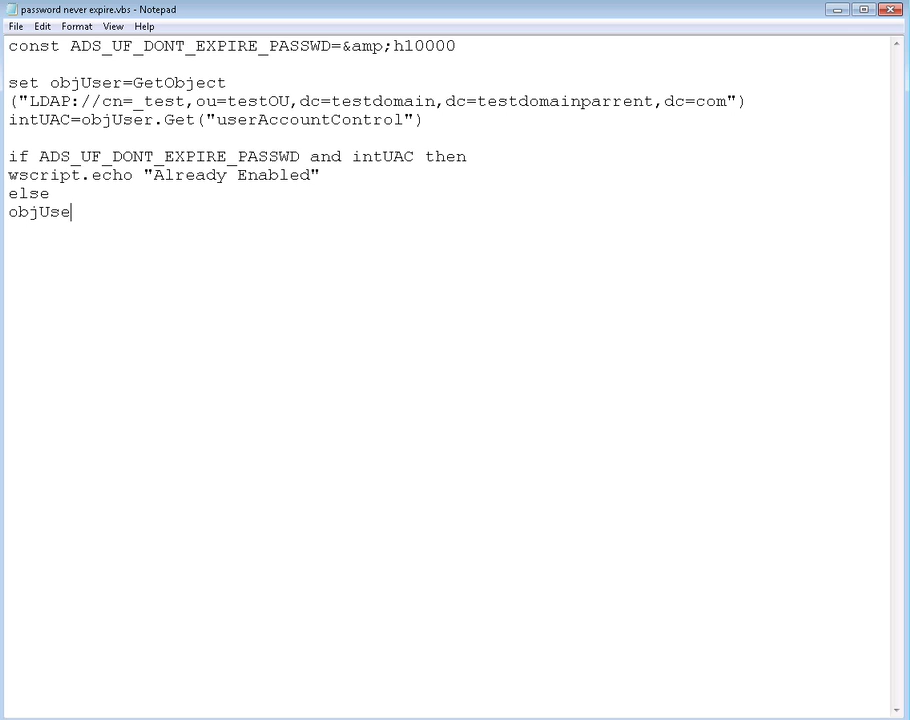 password never expire.vbs - Notepad
File Edit Format View Help
const ADS_UF_DONT_EXPIRE_PASSWD=&amp;h10000
set objUser=GetObject
("LDAP://cn=_test,ou=testOU,dc=testdomain,dc=testdomainparrent,dc=com")
intUAC=objUser.Get("userAccountControl")
if ADS_UF_DONT_EXPIRE_PASSWD and intUAC then
wscript.echo "Already Enabled"
else
objUse